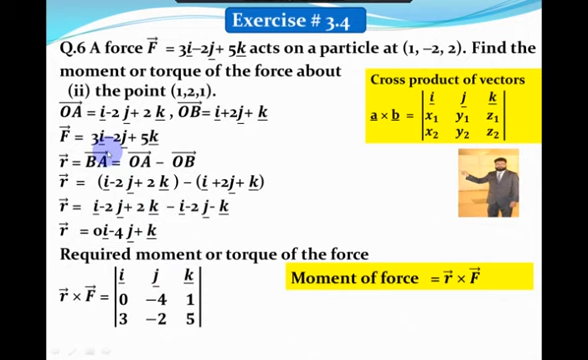 Exercise # 3.4
Q.6 A force F⃗ = 3i–2j+ 5k acts on a particle at (1, –2, 2). Find the
moment or torque of the force about
(ii) the point (1,2,1).
OA⃗ = i-2 j+ 2 k , OB⃗ = i+2j+ k
F⃗ = 3i–2j+ 5k
r⃗ = BA⃗ = OA⃗ − OB⃗
r⃗ = (i-2 j+ 2 k ) − (i +2j+ k)
r⃗ = i-2 j+ 2 k − i-2 j- k
r⃗ = 0i-4 j+ k
Required moment or torque of the force
r⃗ × F⃗ = | i j k |
| 0 −4 1 |
| 3 −2 5 |
Cross product of vectors
a × b = | i j k |
| x₁ y₁ z₁ |
| x₂ y₂ z₂ |
Moment of force = r⃗ × F⃗